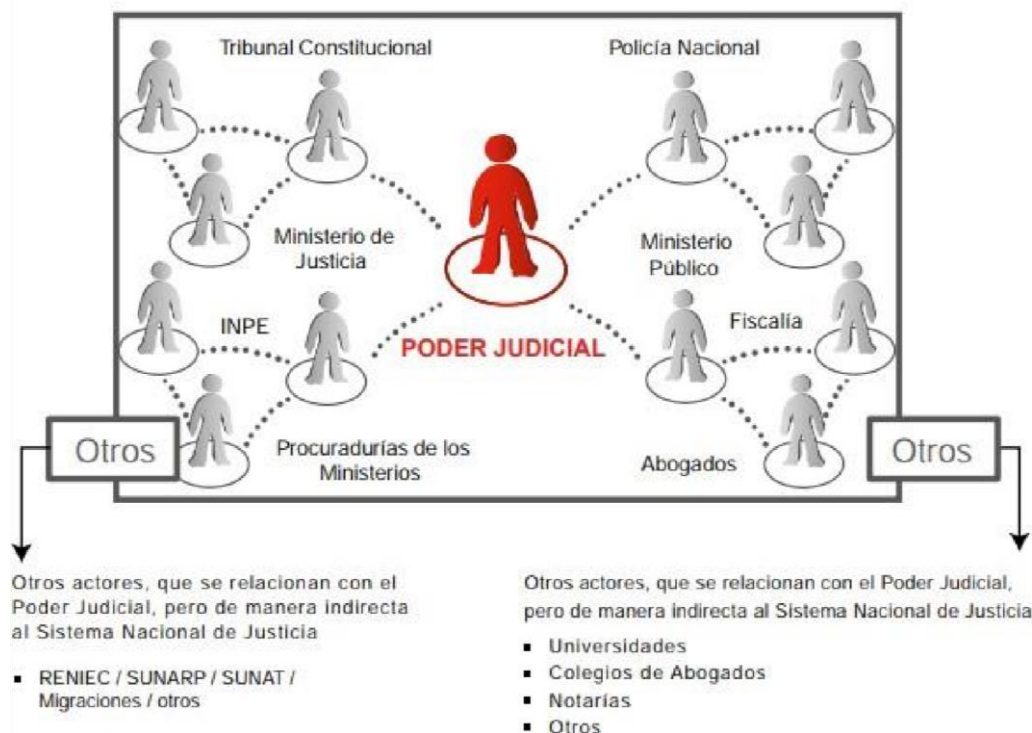 Tribunal Constitucional
Policía Nacional
Ministerio de
Justicia
Ministerio
Público
INPE
PODER JUDICIAL
Fiscalía
Procuradurías de los
Ministerios
Abogados
Otros
Otros
Otros actores, que se relacionan con el
Poder Judicial, pero de manera indirecta
al Sistema Nacional de Justicia
▪ RENIEC / SUNARP / SUNAT /
Migraciones / otros
Otros actores, que se relacionan con el Poder Judicial,
pero de manera indirecta al Sistema Nacional de Justicia
▪ Universidades
▪ Colegios de Abogados
▪ Notarías
▪ Otros